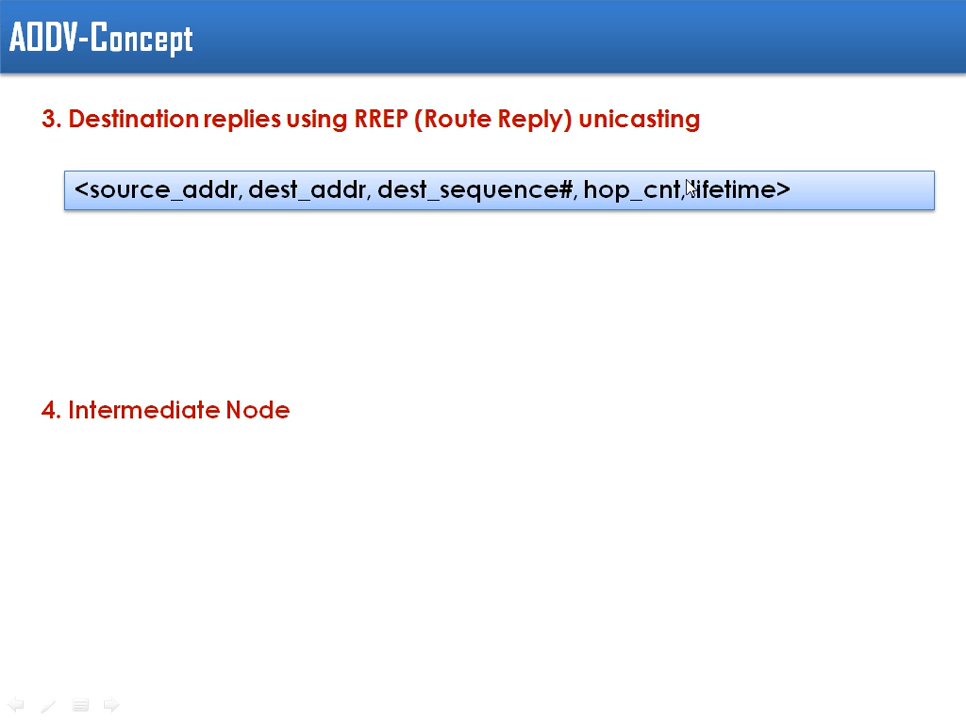 AODV-Concept
3. Destination replies using RREP (Route Reply) unicasting
<source_addr, dest_addr, dest_sequence#, hop_cnt,lifetime>
4. Intermediate Node